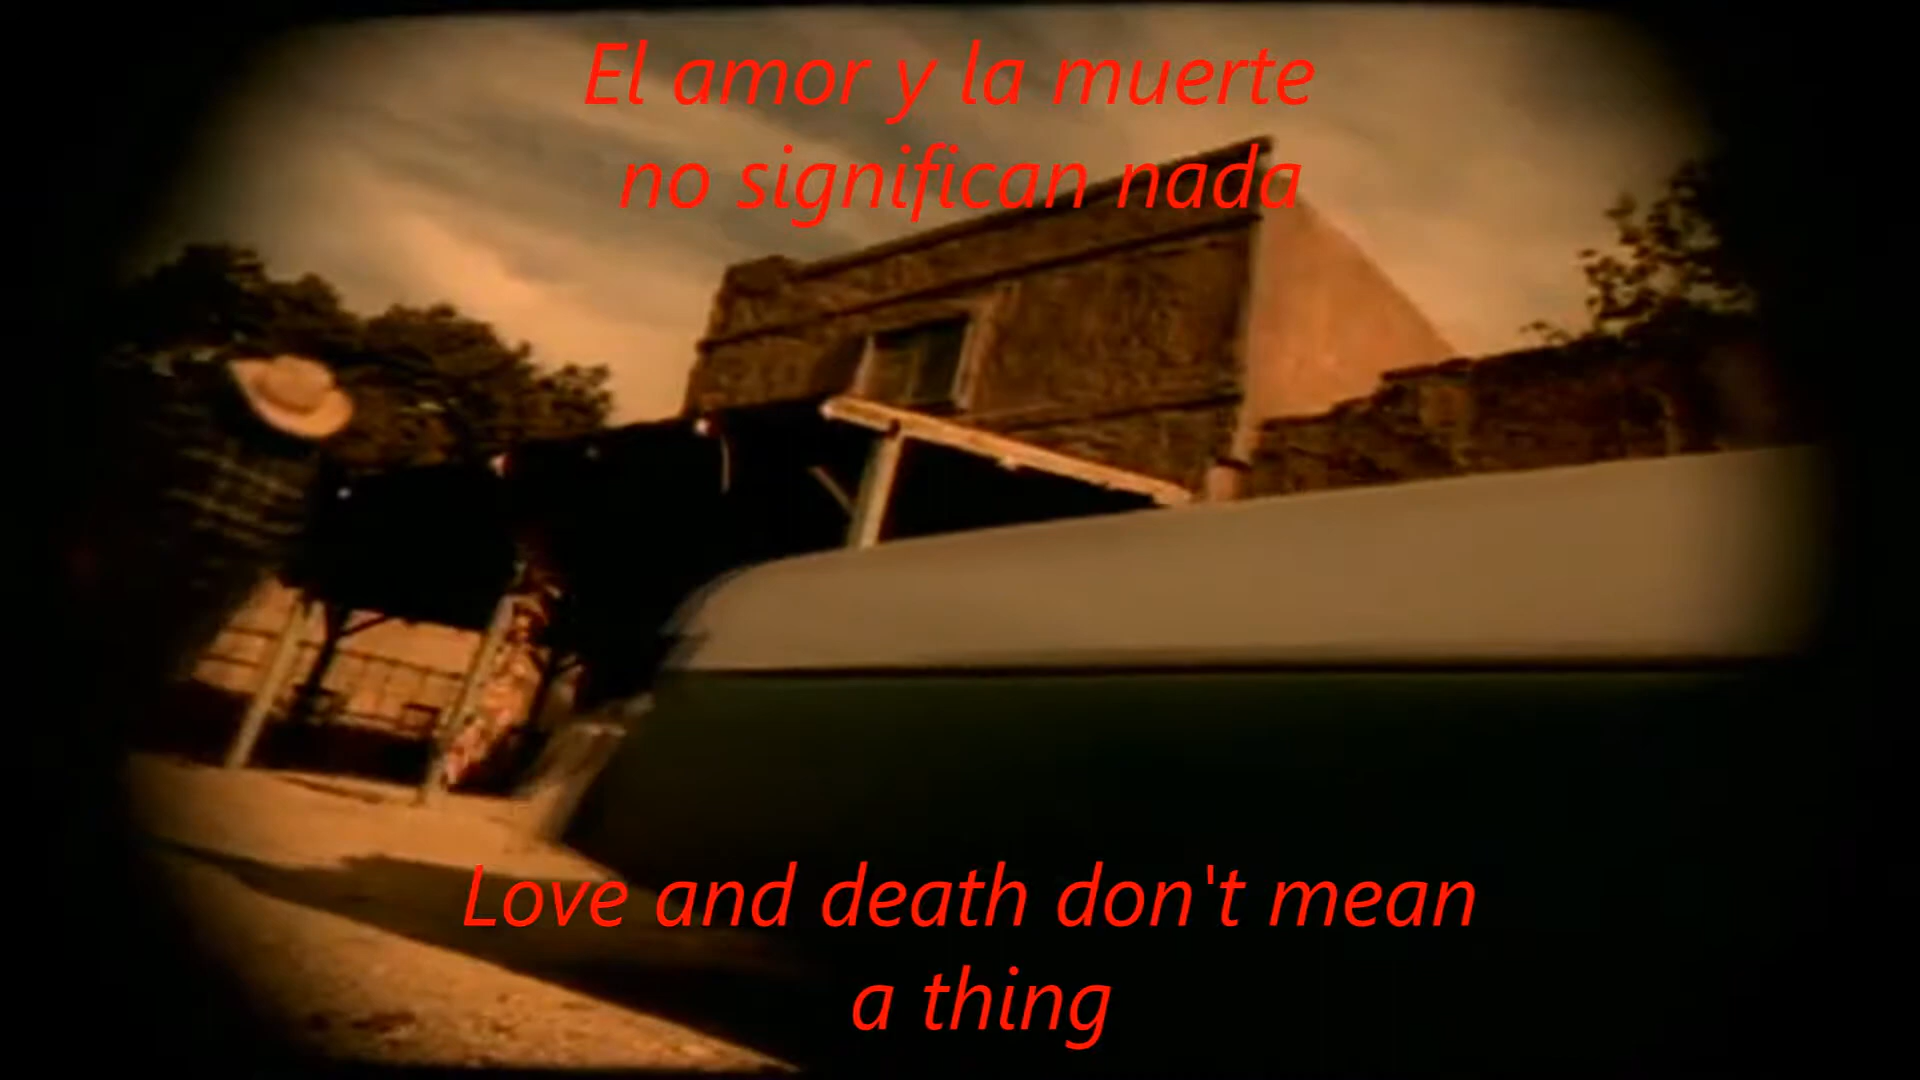 El amor y la muerte
no significan nada
Love and death don't mean
a thing